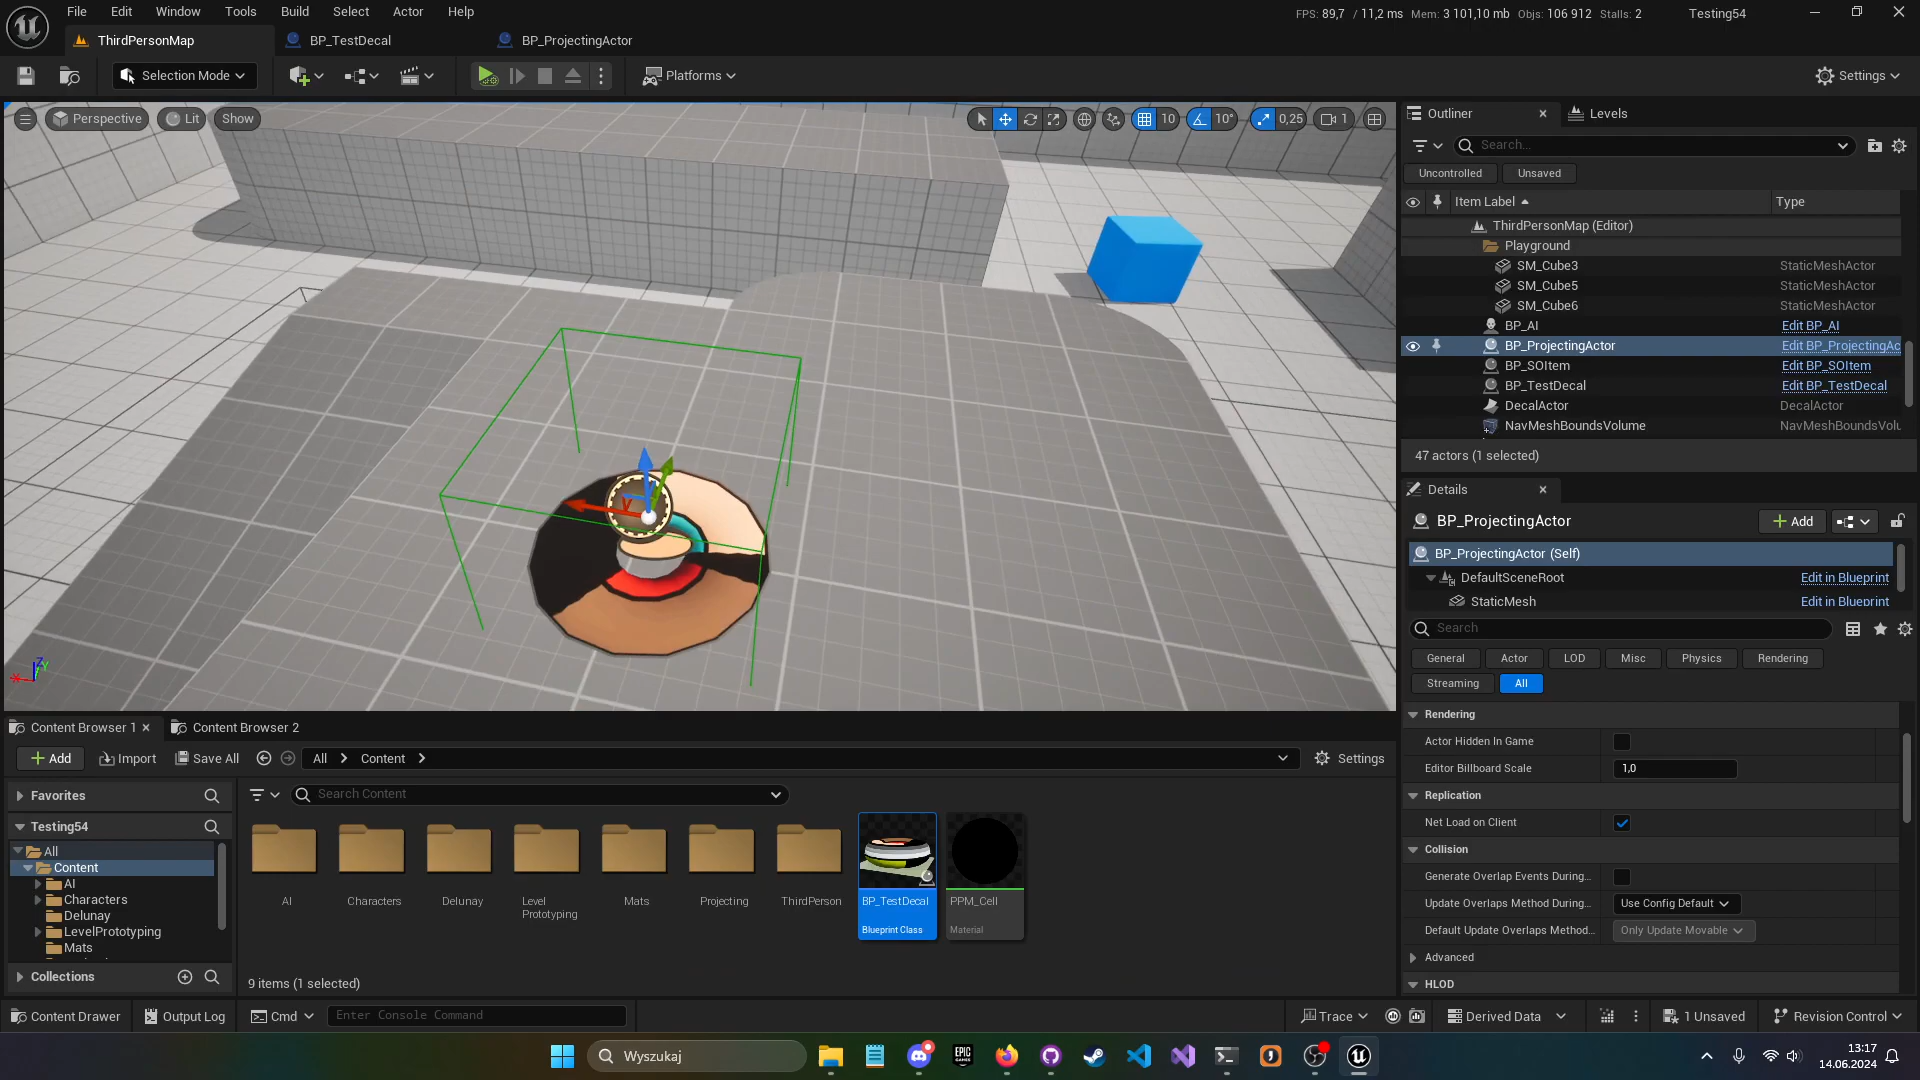 File Edit Window Tools Build Select Actor Help
FPS: 89,7 / 11,2 ms Mem: 3 101,10 mb Objs: 106 912 Stalls: 2 Testing54
ThirdPersonMap BP_TestDecal BP_ProjectingActor
Selection Mode Platforms Settings
Perspective Lit Show 10 10° 0,25 1
Outliner Levels
Search...
Uncontrolled Unsaved
Item Label Type
ThirdPersonMap (Editor)
Playground
SM_Cube3 StaticMeshActor
SM_Cube5 StaticMeshActor
SM_Cube6 StaticMeshActor
BP_AI Edit BP_AI
BP_ProjectingActor Edit BP_ProjectingAc
BP_SOItem Edit BP_SOItem
BP_TestDecal Edit BP_TestDecal
DecalActor DecalActor
NavMeshBoundsVolume NavMeshBoundsVolu
47 actors (1 selected)
Details
BP_ProjectingActor Add
BP_ProjectingActor (Self)
DefaultSceneRoot Edit in Blueprint
StaticMesh Edit in Blueprint
Search
General Actor LOD Misc Physics Rendering
Streaming All
Rendering
Actor Hidden In Game
Editor Billboard Scale 1,0
Replication
Net Load on Client
Collision
Generate Overlap Events During...
Update Overlaps Method During... Use Config Default
Default Update Overlaps Method... Only Update Movable
Advanced
HLOD
Content Browser 1 Content Browser 2
Add Import Save All All Content Settings
Favorites
Search Content
Testing54
All
Content
AI
Characters
Delunay
LevelPrototyping
Mats
Collections
AI Characters Delunay Level Prototyping Mats Projecting ThirdPerson BP_TestDecal PPM_Cell
Blueprint Class Material
9 items (1 selected)
Content Drawer Output Log Cmd Enter Console Command Trace Derived Data 1 Unsaved Revision Control
Wyszukaj
EPIC GAMES
13:17
14.06.2024
X Z Y